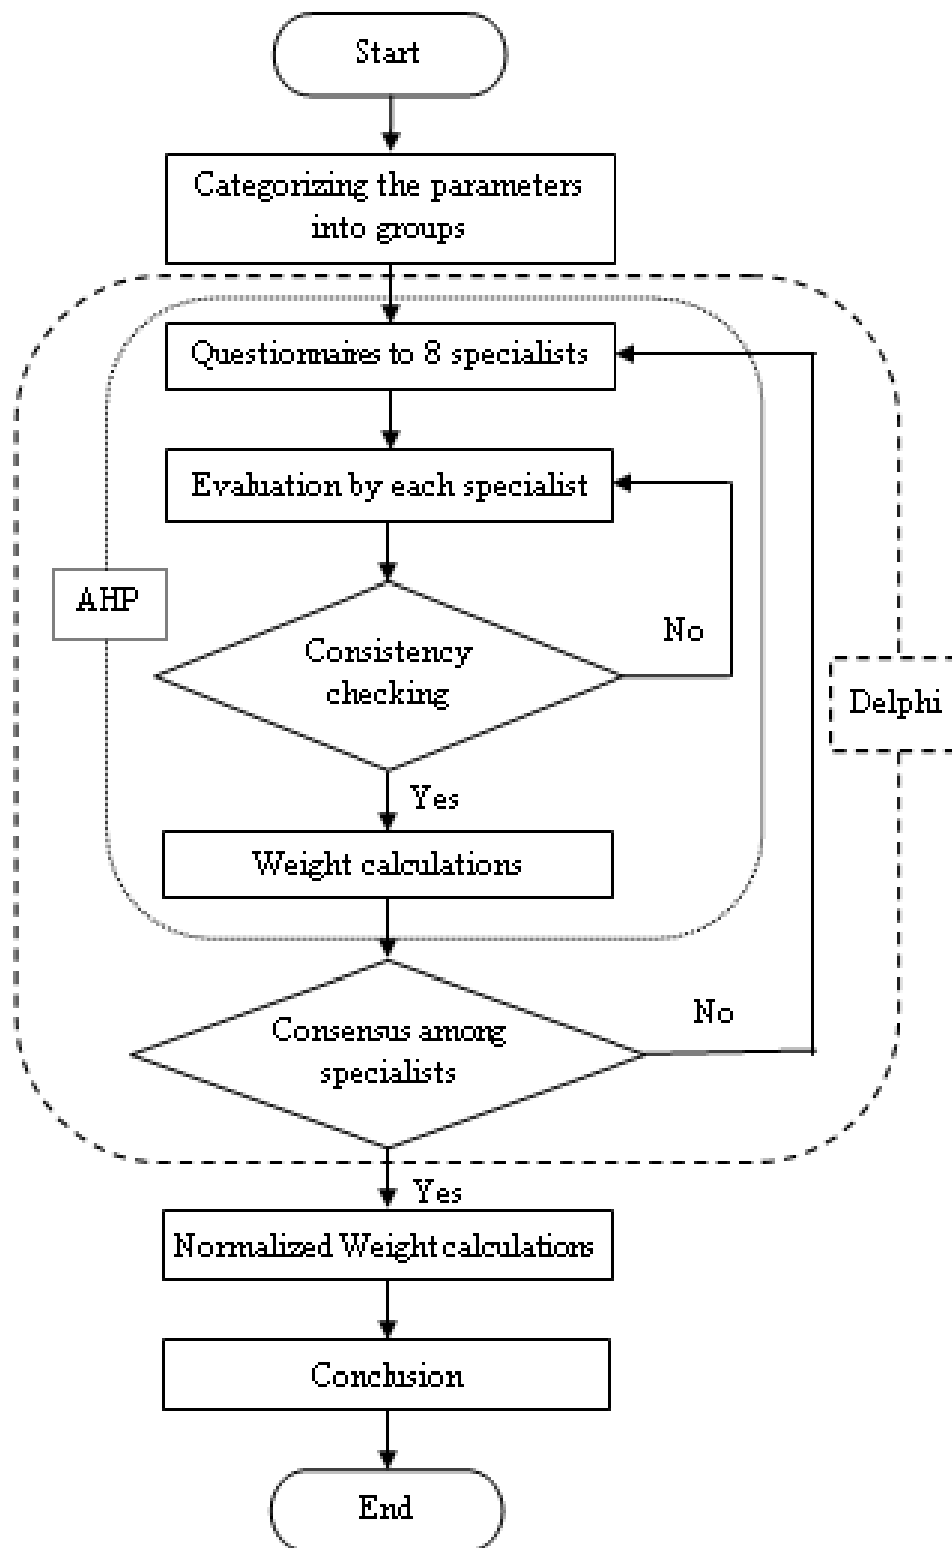 Start
Categorizing the parameters
into groups
Questionnaires to 8 specialists
Evaluation by each specialist
AHP
No
Consistency
checking
Delphi
Yes
Weight calculations
No
Consensus among
specialists
Yes
Normalized Weight calculations
Conclusion
End